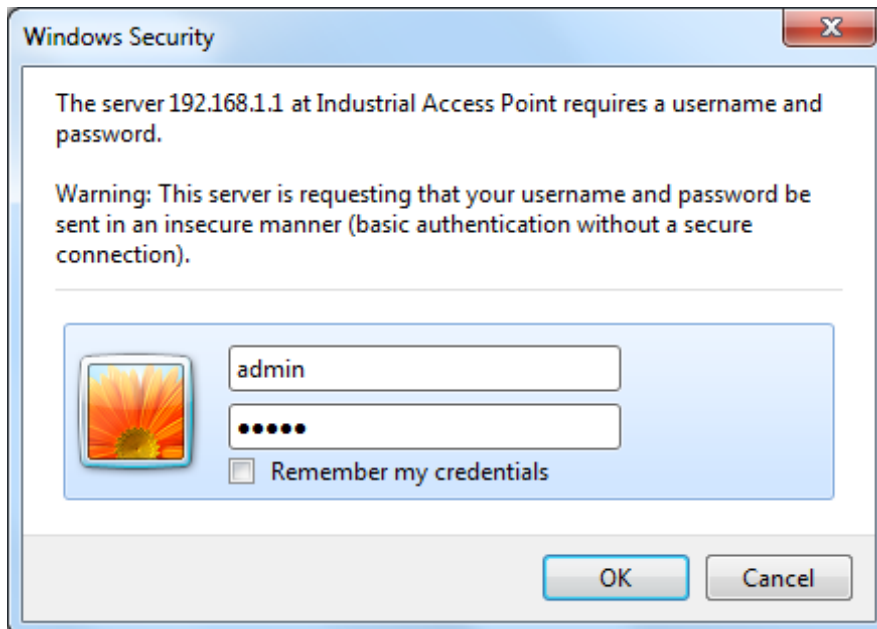 Windows Security
The server 192.168.1.1 at Industrial Access Point requires a username and
password.
Warning: This server is requesting that your username and password be
sent in an insecure manner (basic authentication without a secure
connection).
admin
●●●●●
Remember my credentials
OK
Cancel